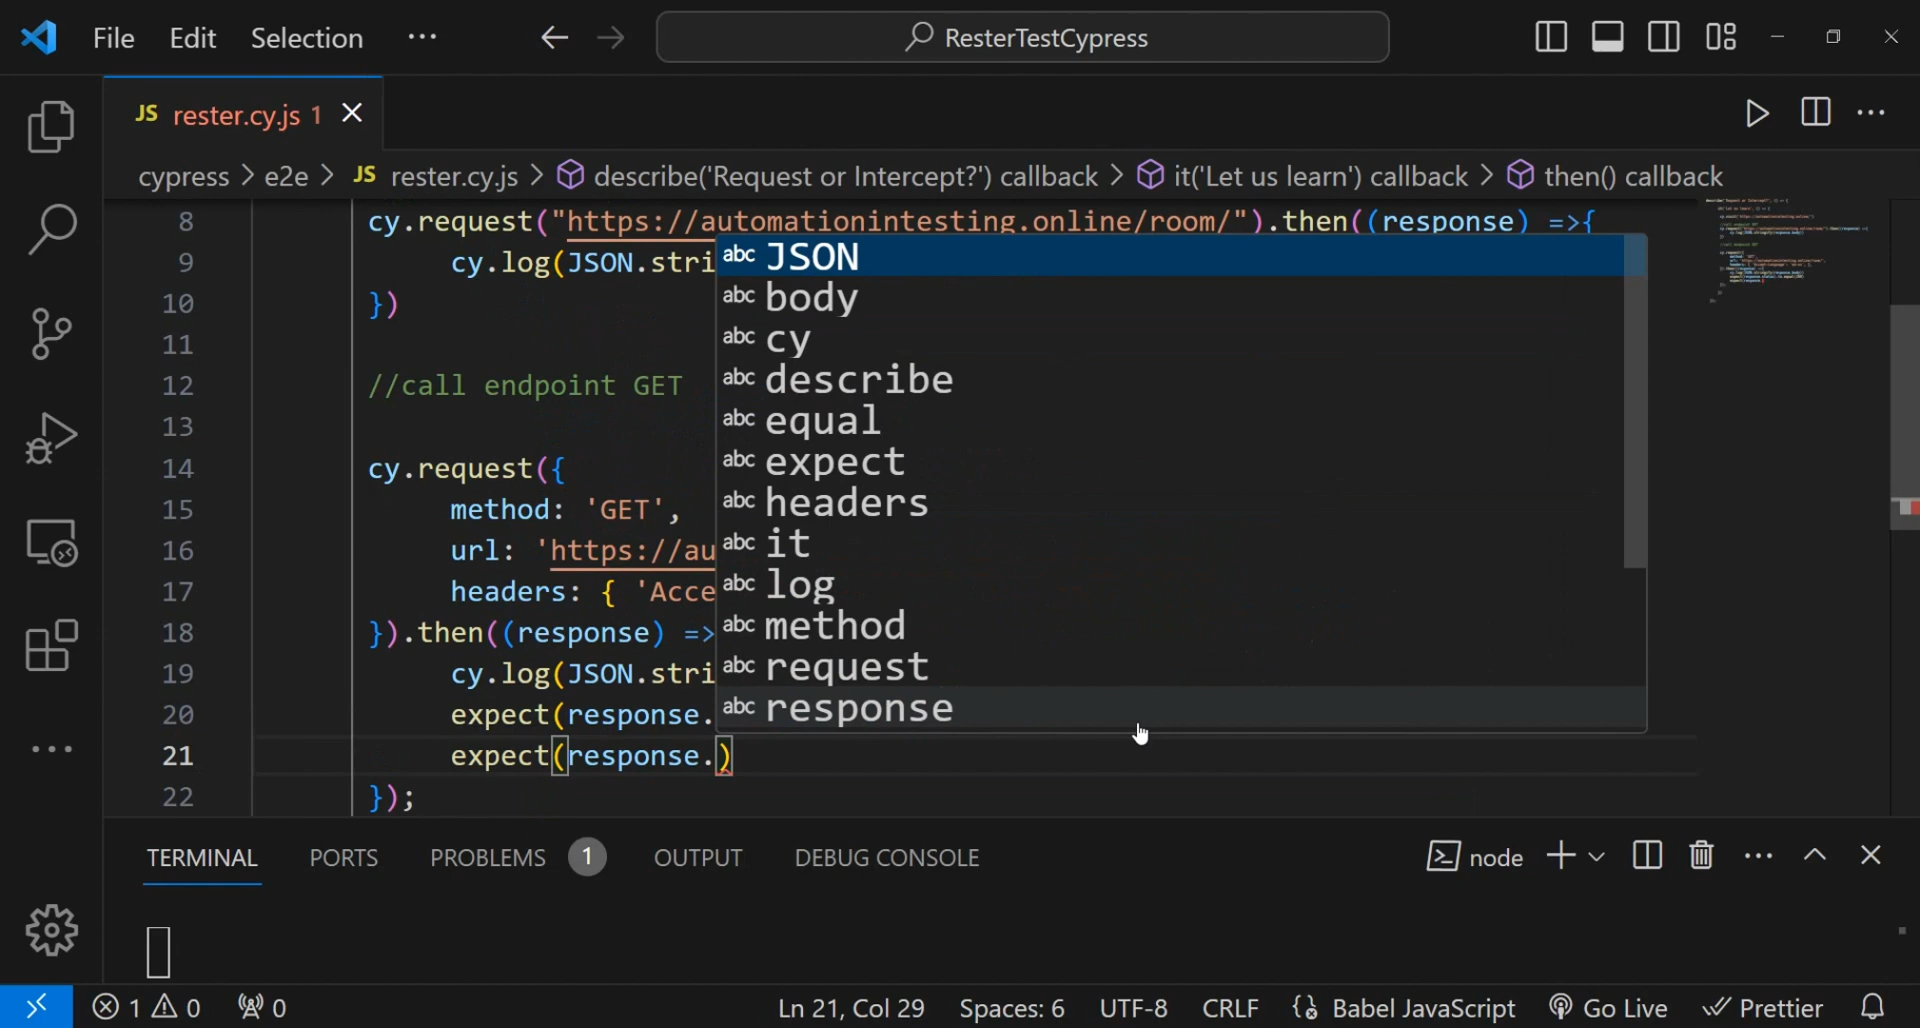 File Edit Selection ··· ResterTestCypress
JS rester.cy.js 1
cypress > e2e > JS rester.cy.js > describe('Request or Intercept?') callback > it('Let us learn') callback > then() callback
8 cy.request("https://automationintesting.online/room/").then((response) =>{
9 cy.log(JSON.stri
10 })
11
12 //call endpoint GET
13
14 cy.request({
15 method: 'GET',
16 url: 'https://au
17 headers: { 'Acce
18 }).then((response) =>
19 cy.log(JSON.stri
20 expect(response.
21 expect(response.)
22 });
abc JSON
abc body
abc cy
abc describe
abc equal
abc expect
abc headers
abc it
abc log
abc method
abc request
abc response
TERMINAL PORTS PROBLEMS 1 OUTPUT DEBUG CONSOLE node
1 0 0 Ln 21, Col 29 Spaces: 6 UTF-8 CRLF {} Babel JavaScript Go Live Prettier